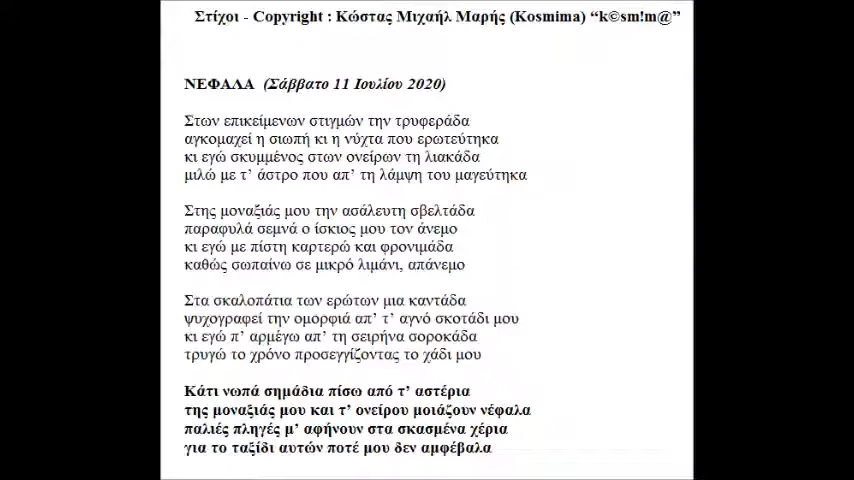 Στίχοι - Copyright : Κώστας Μιχαήλ Μαρής (Kosmima) “k©sm!m@”
ΝΕΦΑΛΑ (Σάββατο 11 Ιουλίου 2020)
Στων επικείμενων στιγμών την τρυφεράδα
αγκομαχεί η σιωπή κι η νύχτα που ερωτεύτηκα
κι εγώ σκυμμένος στων ονείρων τη λιακάδα
μιλώ με τ’ άστρο που απ’ τη λάμψη του μαγεύτηκα
Στης μοναξιάς μου την ασάλευτη σβελτάδα
παραφυλά σεμνά ο ίσκιος μου τον άνεμο
κι εγώ με πίστη καρτερώ και φρονιμάδα
καθώς σωπαίνω σε μικρό λιμάνι, απάνεμο
Στα σκαλοπάτια των ερώτων μια καντάδα
ψυχογραφεί την ομορφιά απ’ τ’ αγνό σκοτάδι μου
κι εγώ π’ αρμέγω απ’ τη σειρήνα σοροκάδα
τρυγώ το χρόνο προσεγγίζοντας το χάδι μου
Κάτι νωπά σημάδια πίσω από τ’ αστέρια
της μοναξιάς μου και τ’ ονείρου μοιάζουν νέφαλα
παλιές πληγές μ’ αφήνουν στα σκασμένα χέρια
για το ταξίδι αυτών ποτέ μου δεν αμφέβαλα